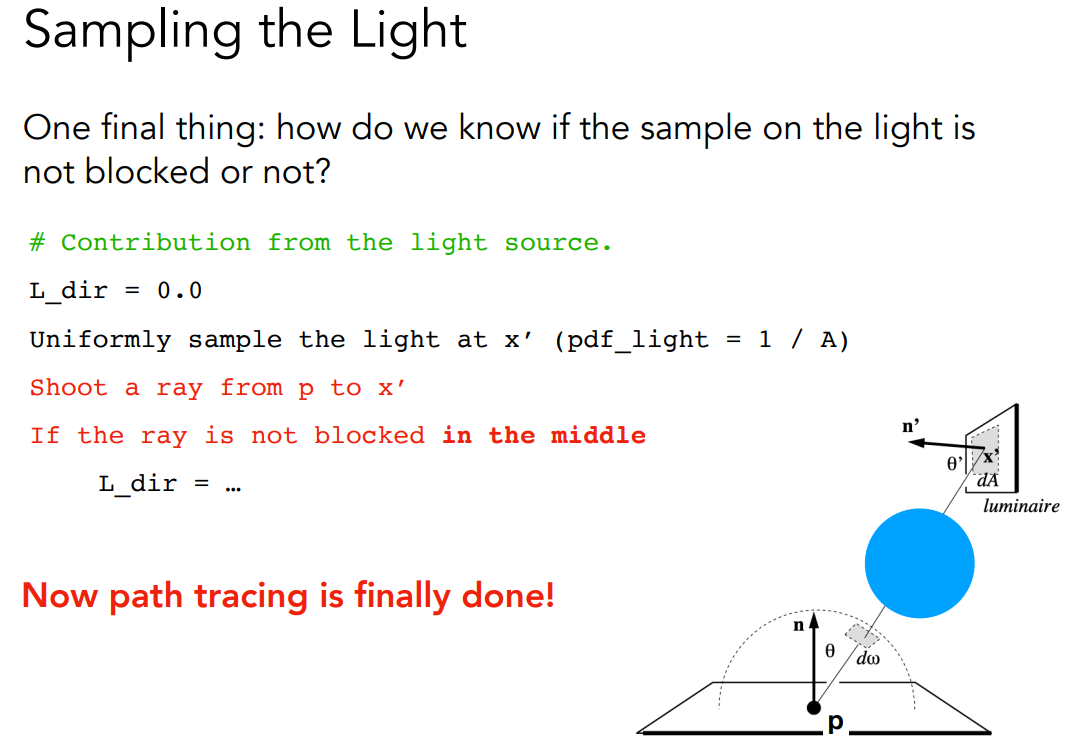 Sampling the Light
One final thing: how do we know if the sample on the light is
not blocked or not?
# Contribution from the light source.
L_dir = 0.0
Uniformly sample the light at x’ (pdf_light = 1 / A)
Shoot a ray from p to x’
If the ray is not blocked in the middle
L_dir = …
Now path tracing is finally done!
n’
θ’
x’
dA
luminaire
n
θ
dω
p